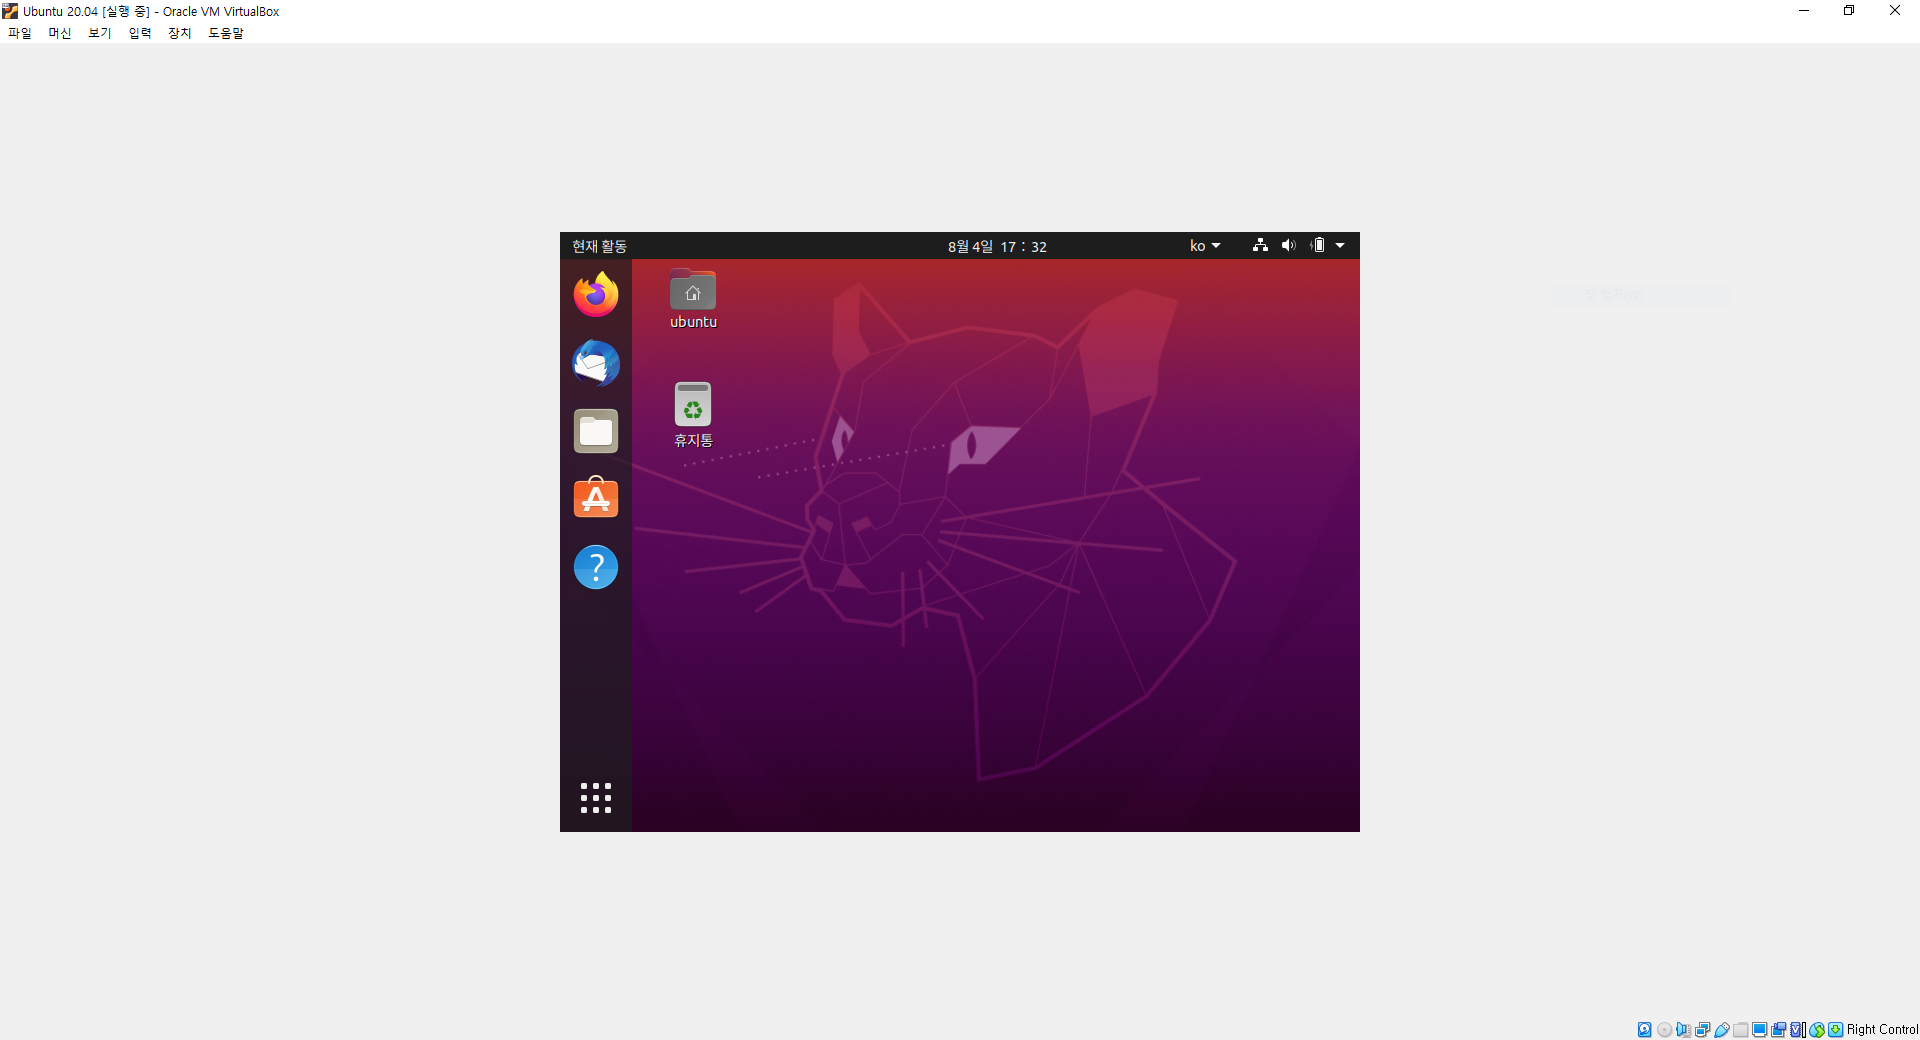 Ubuntu 20.04 [실행 중] - Oracle VM VirtualBox
파일 머신 보기 입력 장치 도움말
현재 활동 8월 4일 17 : 32 ko
ubuntu
휴지통
Right Control